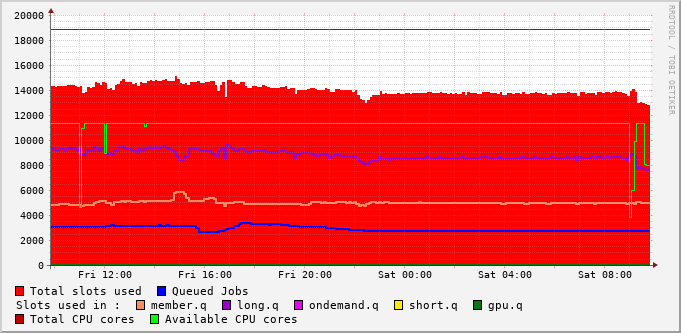 20000
18000
16000
14000
12000
10000
8000
6000
4000
2000
0
Fri 12:00 Fri 16:00 Fri 20:00 Sat 00:00 Sat 04:00 Sat 08:00
RRDTOOL / TOBI OETIKER
Total slots used Queued Jobs
Slots used in : member.q long.q ondemand.q short.q gpu.q
Total CPU cores Available CPU cores